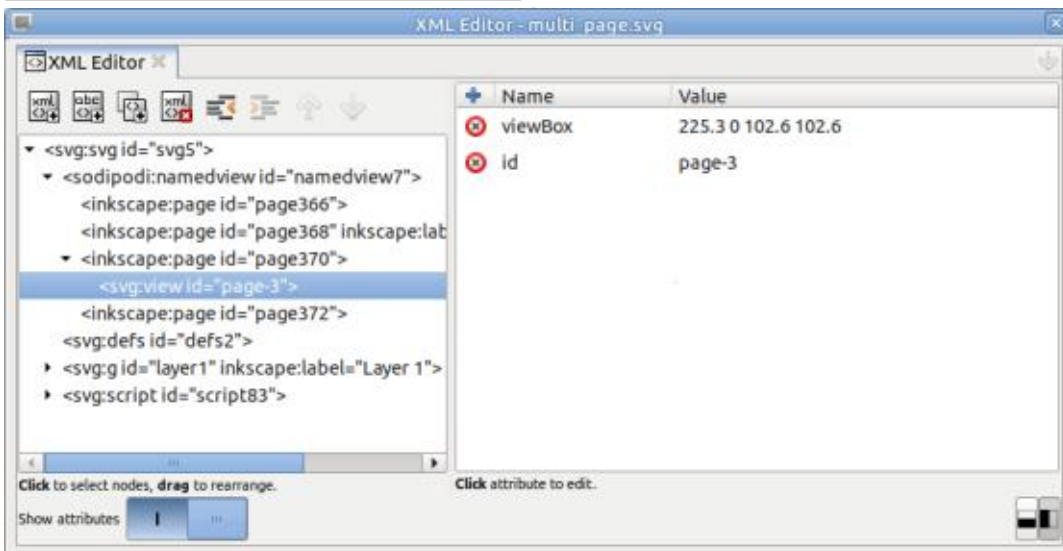 XML Editor - multi_page.svg
XML Editor
Name Value
viewBox 225.3 0 102.6 102.6
id page-3
<svg:svg id="svg5">
<sodipodi:namedview id="namedview7">
<inkscape:page id="page366">
<inkscape:page id="page368" inkscape:lab
<inkscape:page id="page370">
<svg:view id="page-3">
<inkscape:page id="page372">
<svg:defs id="defs2">
<svg:g id="layer1" inkscape:label="Layer 1">
<svg:script id="script83">
Click to select nodes, drag to rearrange.
Click attribute to edit.
Show attributes